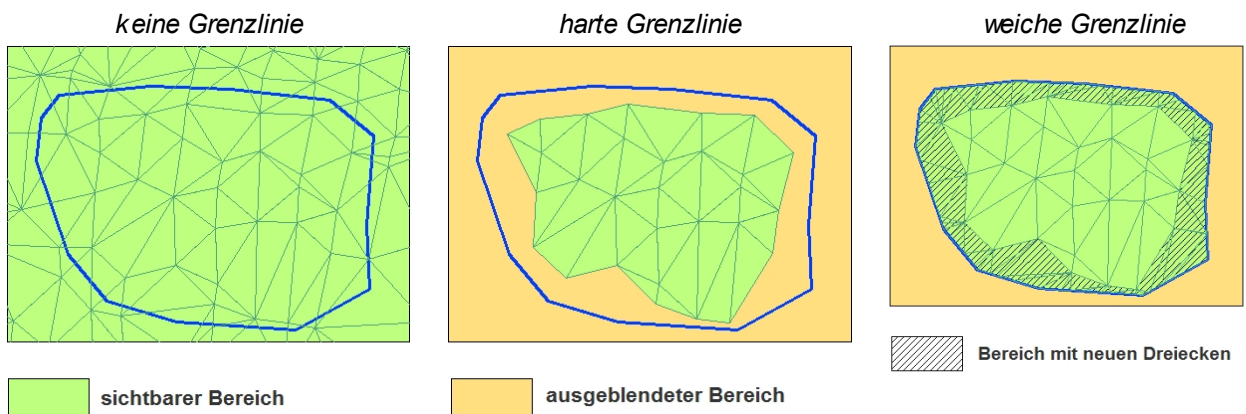 keine Grenzlinie
harte Grenzlinie
weiche Grenzlinie
Bereich mit neuen Dreiecken
sichtbarer Bereich
ausgeblendeter Bereich